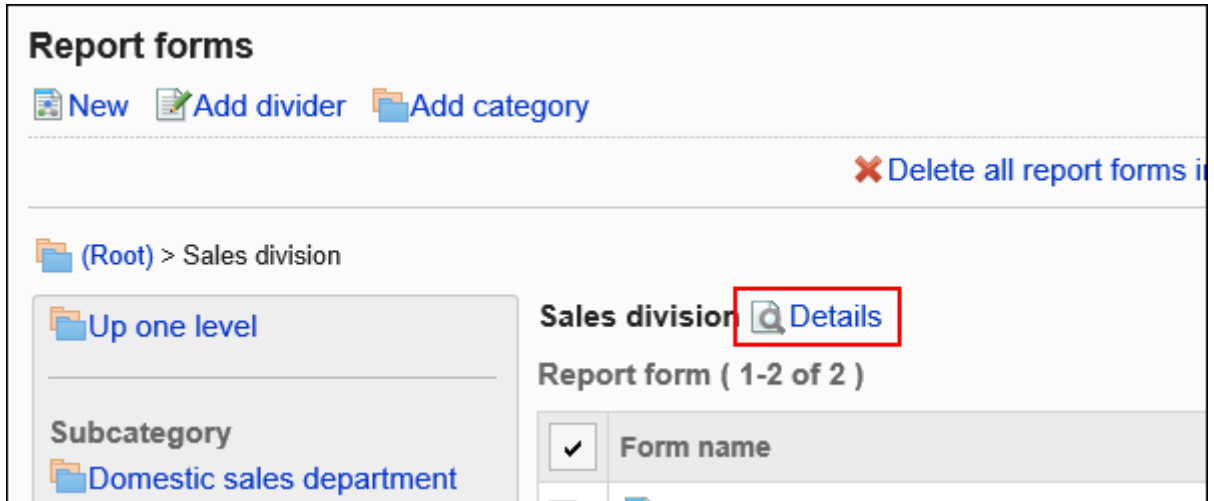 Report forms
New Add divider Add category
Delete all report forms
(Root) > Sales division
Up one level
Subcategory
Domestic sales department
Sales division Details
Report form ( 1-2 of 2 )
Form name